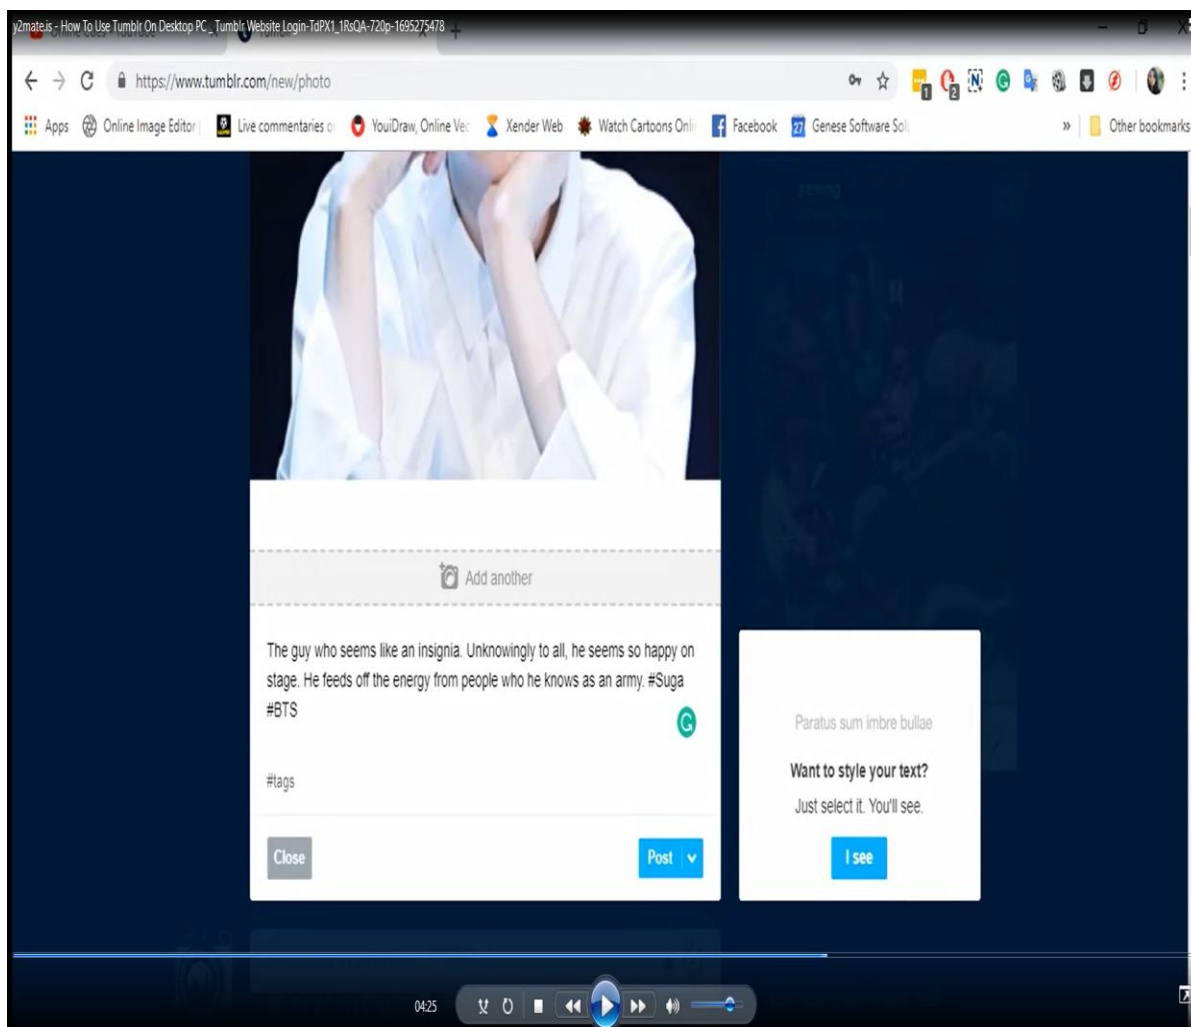 y2mate.is - How To Use Tumblr On Desktop PC _ Tumblr Website Login-TdPX1_1RsQA-720p-1695275478
https://www.tumblr.com/new/photo
1
2
Apps
Online Image Editor
Live commentaries o
YouiDraw, Online Vec
Xender Web
Watch Cartoons Onli
Facebook
27
Genese Software Sol
»
Other bookmarks
Add another
The guy who seems like an insignia. Unknowingly to all, he seems so happy on
stage. He feeds off the energy from people who he knows as an army. #Suga
#BTS
#tags
Close
Post
Paratus sum imbre bullae
Want to style your text?
Just select it. You'll see.
I see
04:25